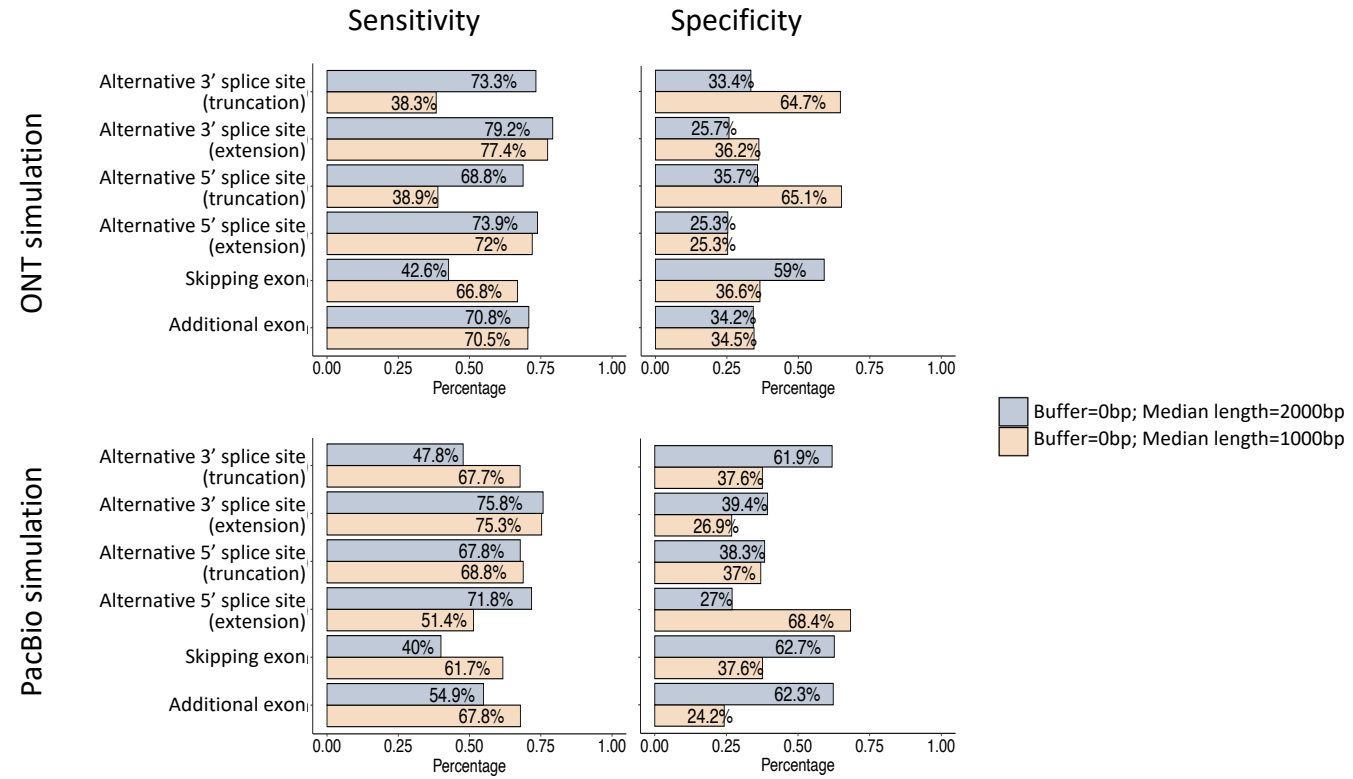 Sensitivity
Specificity
ONT simulation
Alternative 3’ splice site
(truncation)
Alternative 3’ splice site
(extension)
Alternative 5’ splice site
(truncation)
Alternative 5’ splice site
(extension)
Skipping exon
Additional exon
73.3%
38.3%
79.2%
77.4%
68.8%
38.9%
73.9%
72%
42.6%
66.8%
70.8%
70.5%
0.00 0.25 0.50 0.75 1.00
Percentage
33.4%
64.7%
25.7%
36.2%
35.7%
65.1%
25.3%
25.3%
59%
36.6%
34.2%
34.5%
0.00 0.25 0.50 0.75 1.00
Percentage
Buffer=0bp; Median length=2000bp
Buffer=0bp; Median length=1000bp
PacBio simulation
Alternative 3’ splice site
(truncation)
Alternative 3’ splice site
(extension)
Alternative 5’ splice site
(truncation)
Alternative 5’ splice site
(extension)
Skipping exon
Additional exon
47.8%
67.7%
75.8%
75.3%
67.8%
68.8%
71.8%
51.4%
40%
61.7%
54.9%
67.8%
0.00 0.25 0.50 0.75 1.00
Percentage
61.9%
37.6%
39.4%
26.9%
38.3%
37%
27%
68.4%
62.7%
37.6%
62.3%
24.2%
0.00 0.25 0.50 0.75 1.00
Percentage